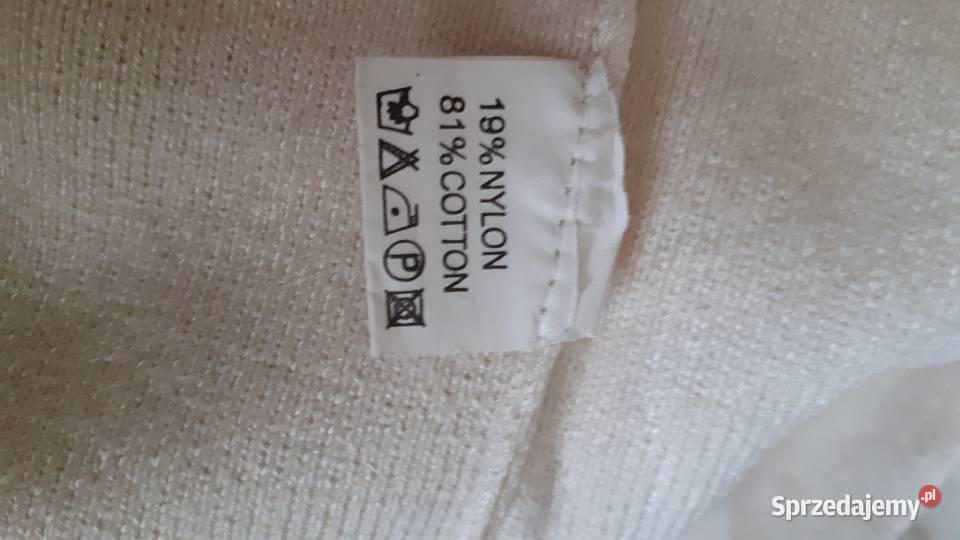 19% NYLON
81% COTTON
P
Sprzedajemy.pl